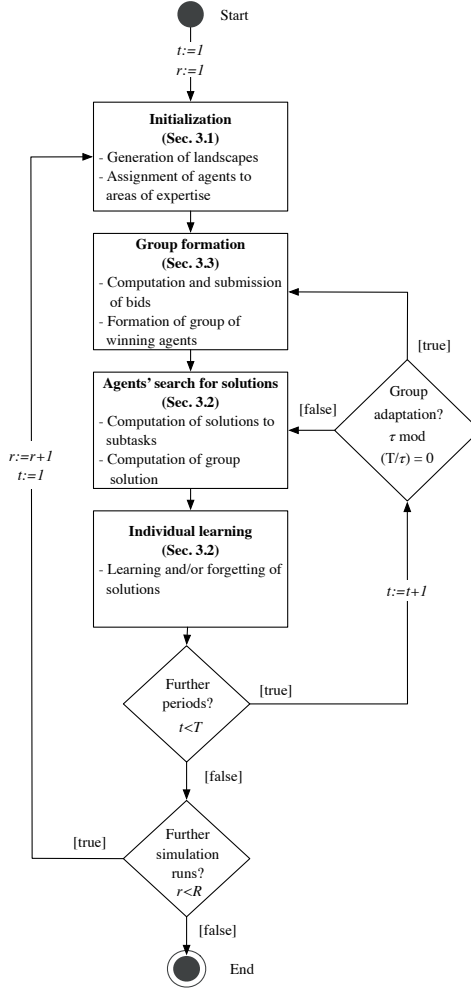 Start
t:=1
r:=1
Initialization
(Sec. 3.1)
- Generation of landscapes
- Assignment of agents to
areas of expertise
Group formation
(Sec. 3.3)
- Computation and submission
of bids
- Formation of group of
winning agents
[true]
Agents' search for solutions
(Sec. 3.2)
- Computation of solutions to
subtasks
- Computation of group
solution
[false]
Group
adaptation?
τ mod
(T/τ) = 0
r:=r+1
t:=1
Individual learning
(Sec. 3.2)
- Learning and/or forgetting of
solutions
t:=t+1
Further
periods?
t<T
[true]
[false]
Further
simulation
runs?
r<R
[true]
[false]
End